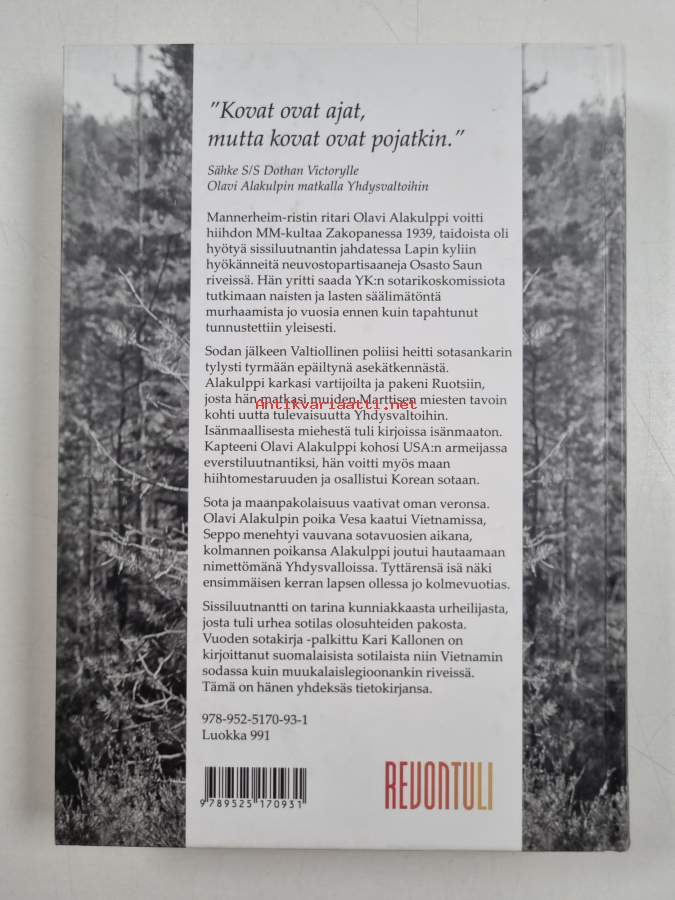 ”Kovat ovat ajat,
mutta kovat ovat pojatkin.”
Sähke S/S Dothan Victorylle
Olavi Alakulpin matkalla Yhdysvaltoihin
Mannerheim-ristin ritari Olavi Alakulppi voitti
hiihdon MM-kultaa Zakopanessa 1939, taidoista oli
hyötyä sissiluutnantin jahdatessa Lapin kyliin
hyökänneitä neuvostopartisaaneja Osasto Saun
riveissä. Hän yritti saada YK:n sotarikoskomissiota
tutkimaan naisten ja lasten säälimätöntä
murhaamista jo vuosia ennen kuin tapahtunut
tunnustettiin yleisesti.
Sodan jälkeen Valtiollinen poliisi heitti sotasankarin
tylysti tyrmään epäiltynä asekätkennästä.
Alakulppi karkasi vartijoilta ja pakeni Ruotsiin,
josta hän matkasi muiden Marttisen miesten tavoin
Antikvariaatti.net
kohti uutta tulevaisuutta Yhdysvaltoihin.
Isänmaallisesta miehestä tuli kirjoissa isänmaaton.
Kapteeni Olavi Alakulppi kohosi USA:n armeijassa
everstiluutnantiksi, hän voitti myös maan
hiihtomestaruuden ja osallistui Korean sotaan.
Sota ja maanpakolaisuus vaativat oman veronsa.
Olavi Alakulpin poika Vesa kaatui Vietnamissa,
Seppo menehtyi vauvana sotavuosien aikana,
kolmannen poikansa Alakulppi joutui hautaamaan
nimettömänä Yhdysvalloissa. Tyttärensä isä näki
ensimmäisen kerran lapsen ollessa jo kolmevuotias.
Sissiluutnantti on tarina kunniakkaasta urheilijasta,
josta tuli urhea sotilas olosuhteiden pakosta.
Vuoden sotakirja -palkittu Kari Kallonen on
kirjoittanut suomalaisista sotilaista niin Vietnamin
sodassa kuin muukalaislegioonankin riveissä.
Tämä on hänen yhdeksäs tietokirjansa.
978-952-5170-93-1
Luokka 991
9 789525 170931
REVONTULI